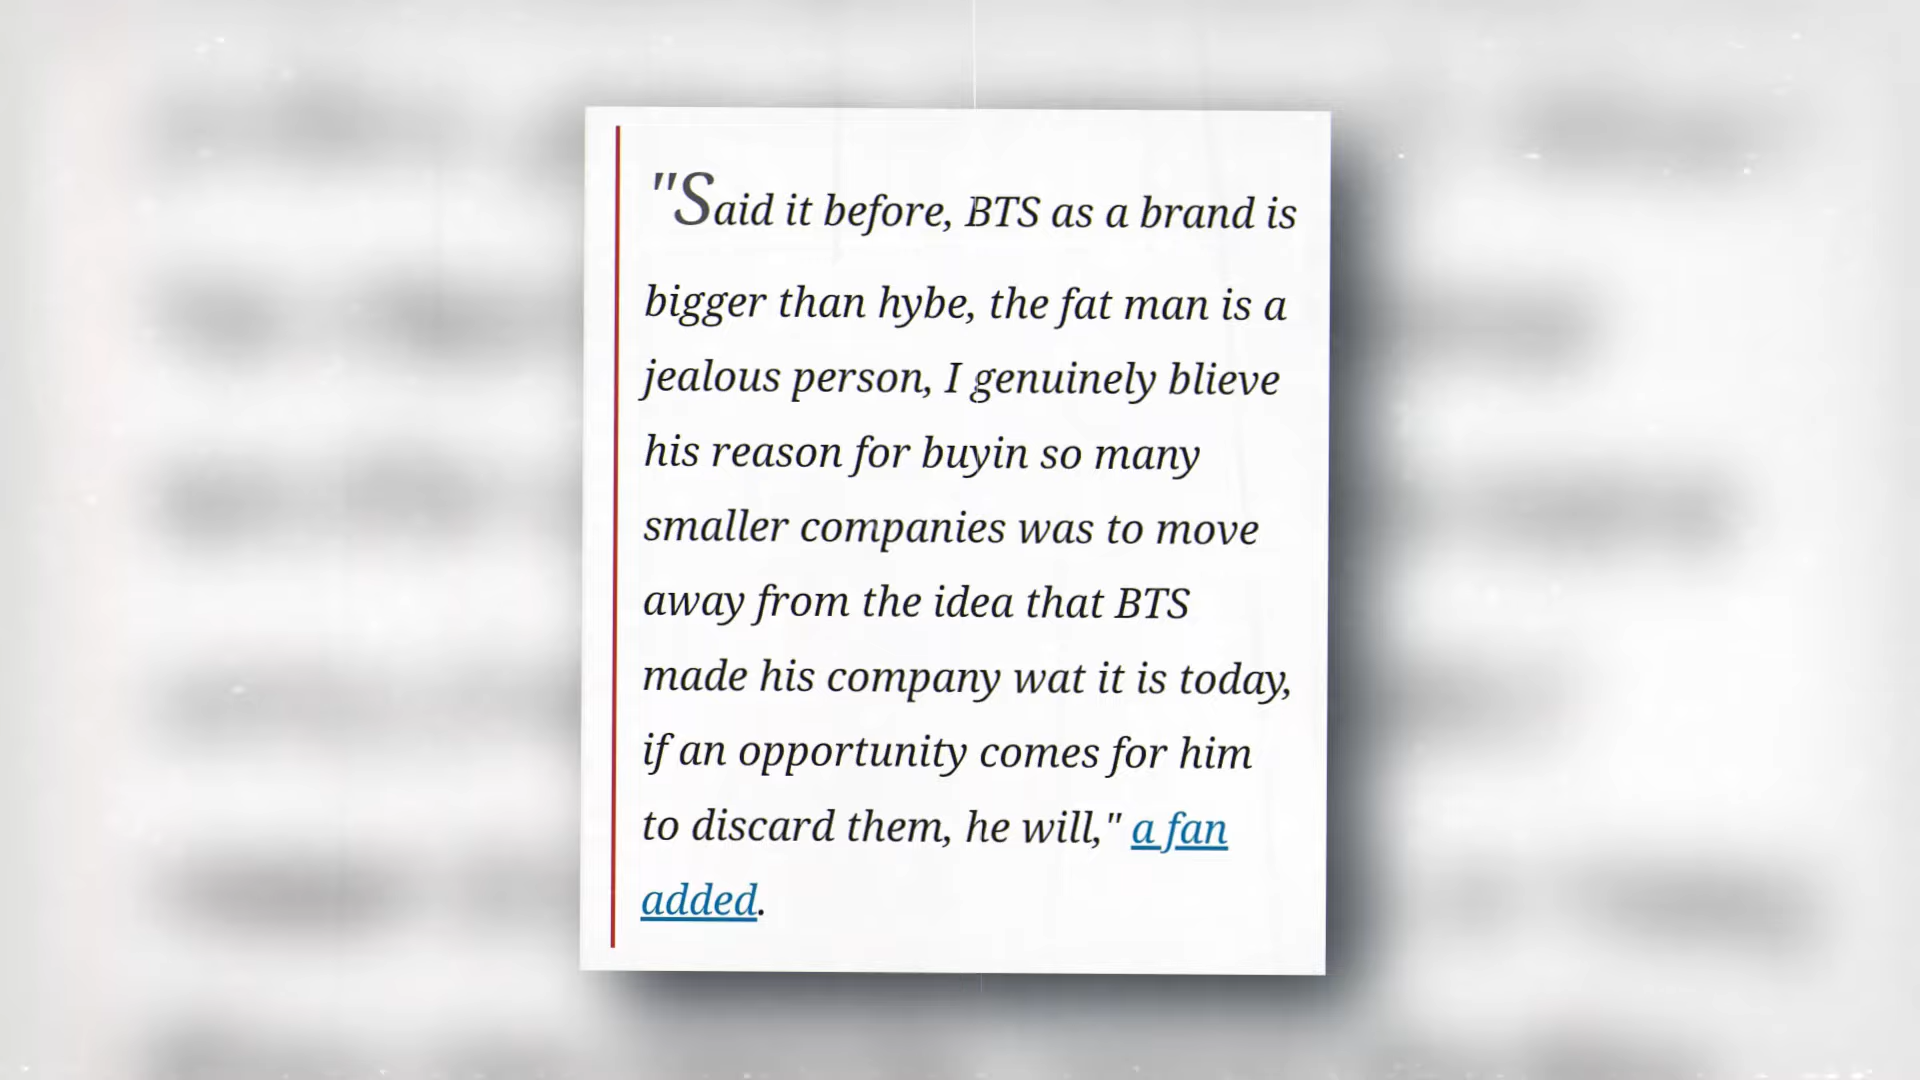 "Said it before, BTS as a brand is
bigger than hybe, the fat man is a
jealous person, I genuinely blieve
his reason for buyin so many
smaller companies was to move
away from the idea that BTS
made his company wat it is today,
if an opportunity comes for him
to discard them, he will," a fan
added.